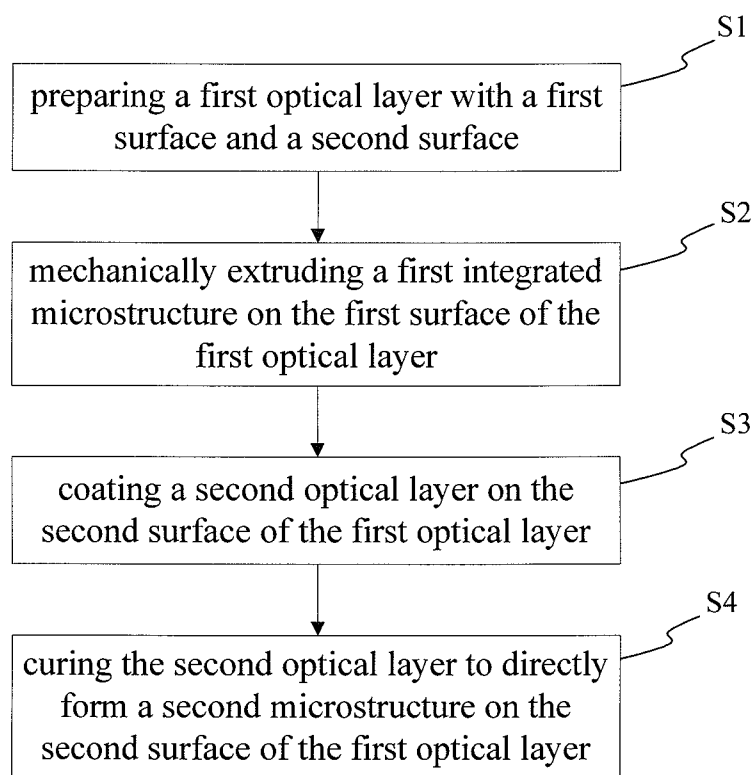 S1
preparing a first optical layer with a first
surface and a second surface
S2
mechanically extruding a first integrated
microstructure on the first surface of the
first optical layer
S3
coating a second optical layer on the
second surface of the first optical layer
S4
curing the second optical layer to directly
form a second microstructure on the
second surface of the first optical layer